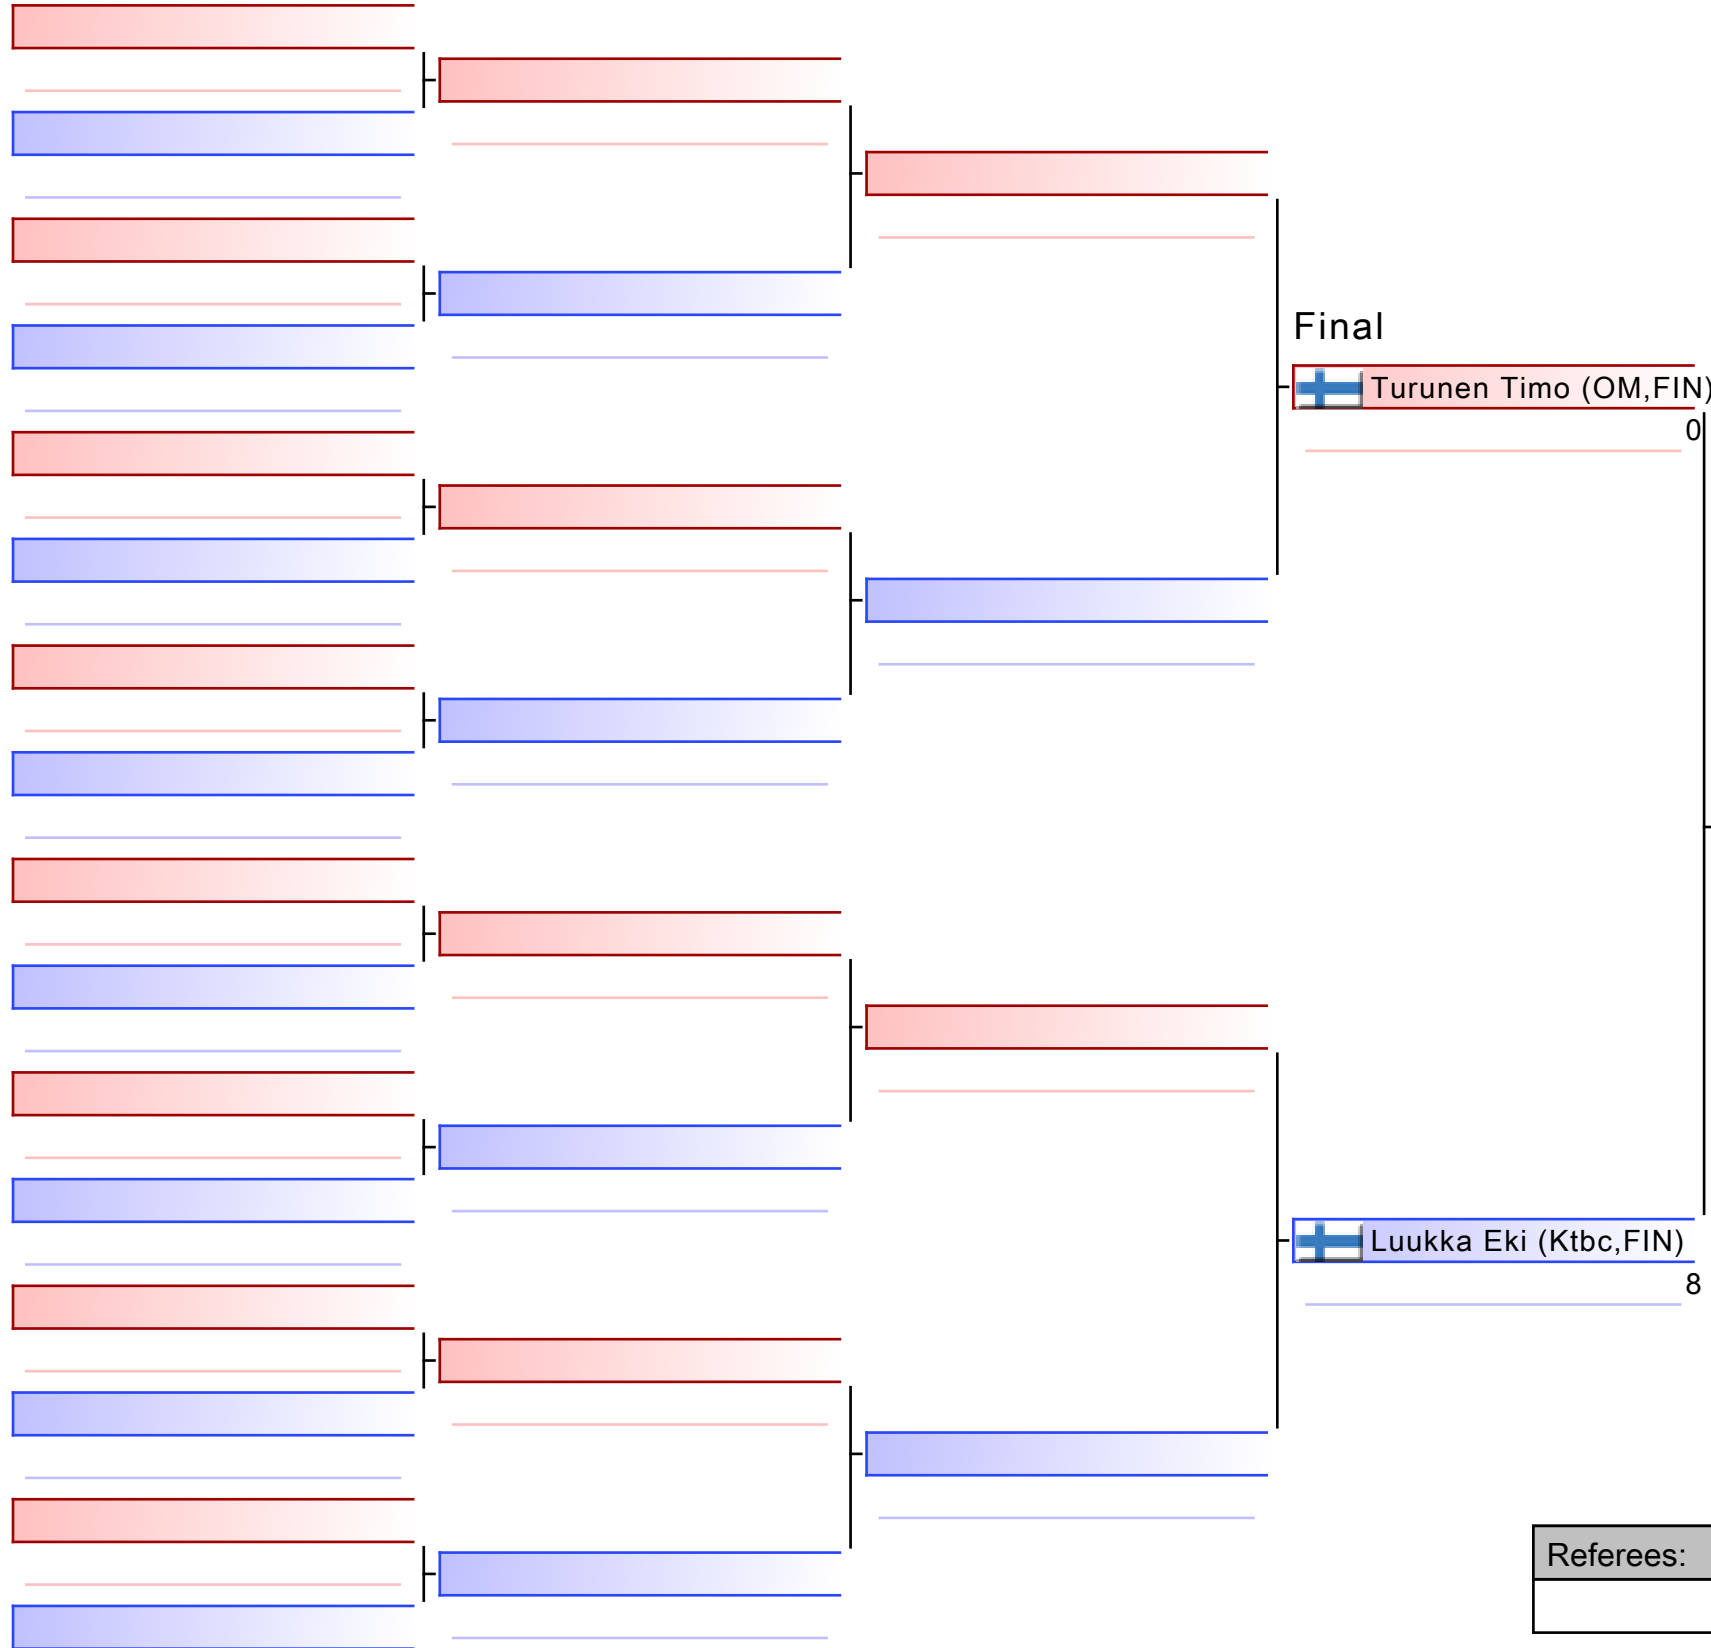 Final
Turunen Timo (OM,FIN)
0
Luukka Eki (Ktbc,FIN)
8
Referees: